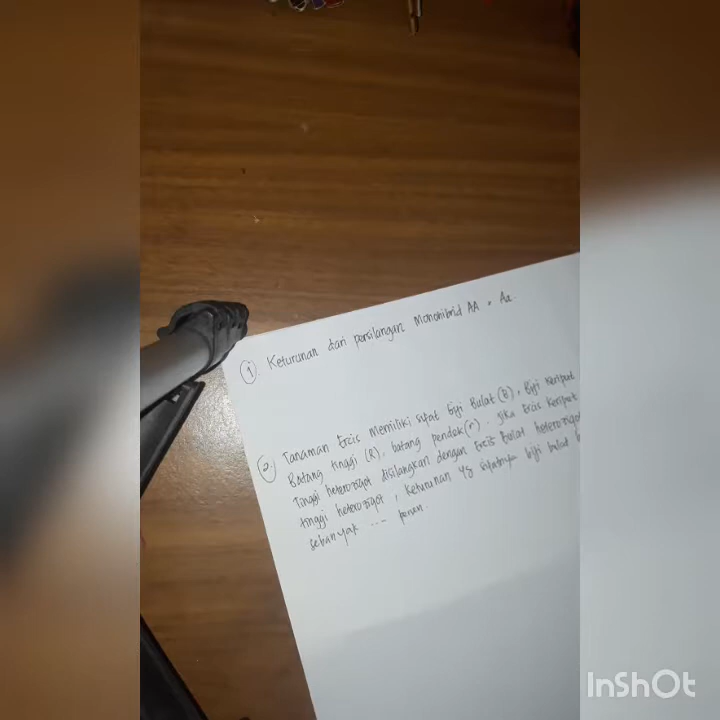 1 Keturunan dari persilangan Monohibrid AA × Aa.
2. Tanaman Ercis memiliki sifat Biji Bulat (B), Biji Keriput
Batang tinggi (R), batang pendek (r). Jika Ercis Keriput
Tinggi heterozigot disilangkan dengan Ercis Bulat heterozigot
tinggi heterozigot, Keturunan yg sifatnya biji bulat
sebanyak ... persen.
InShOt